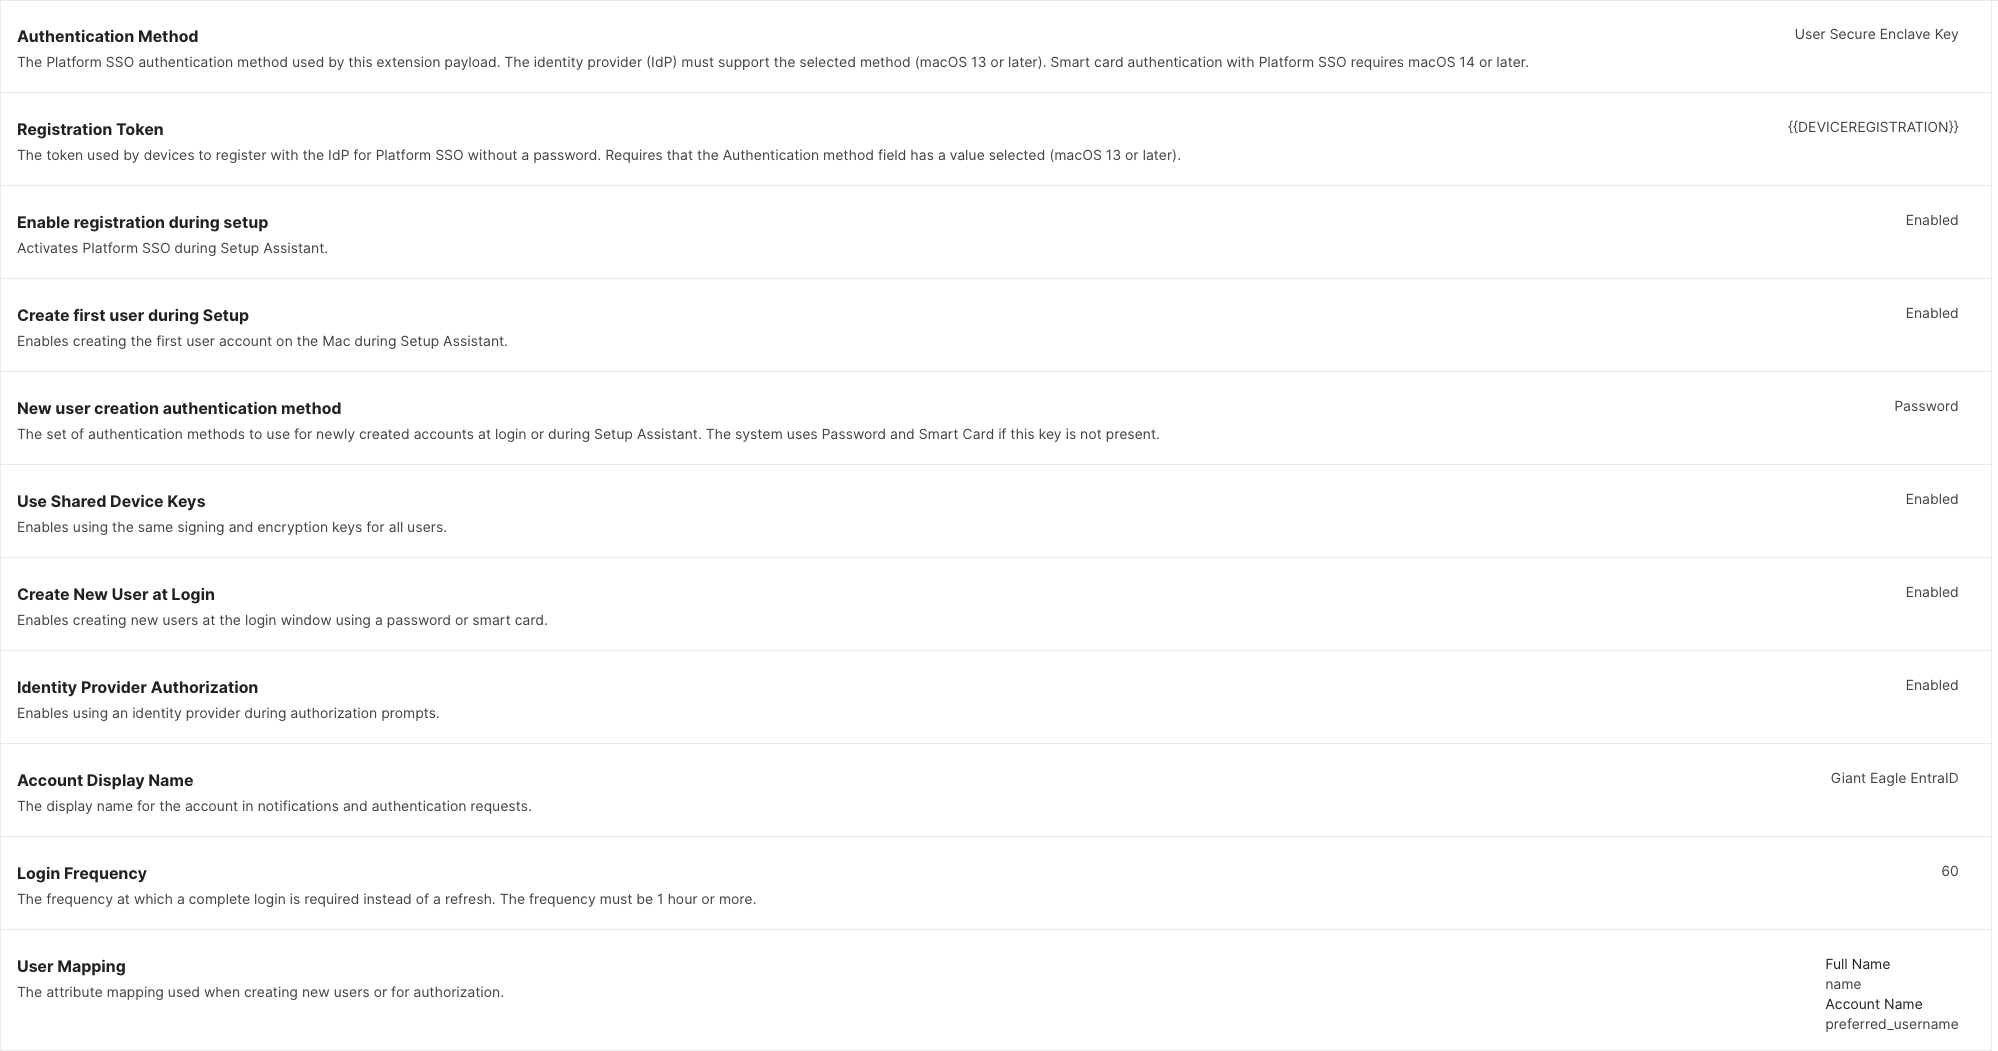 Authentication Method
User Secure Enclave Key
The Platform SSO authentication method used by this extension payload. The identity provider (IdP) must support the selected method (macOS 13 or later). Smart card authentication with Platform SSO requires macOS 14 or later.
Registration Token
{{DEVICEREGISTRATION}}
The token used by devices to register with the IdP for Platform SSO without a password. Requires that the Authentication method field has a value selected (macOS 13 or later).
Enable registration during setup
Enabled
Activates Platform SSO during Setup Assistant.
Create first user during Setup
Enabled
Enables creating the first user account on the Mac during Setup Assistant.
New user creation authentication method
Password
The set of authentication methods to use for newly created accounts at login or during Setup Assistant. The system uses Password and Smart Card if this key is not present.
Use Shared Device Keys
Enabled
Enables using the same signing and encryption keys for all users.
Create New User at Login
Enabled
Enables creating new users at the login window using a password or smart card.
Identity Provider Authorization
Enabled
Enables using an identity provider during authorization prompts.
Account Display Name
Giant Eagle EntraID
The display name for the account in notifications and authentication requests.
Login Frequency
60
The frequency at which a complete login is required instead of a refresh. The frequency must be 1 hour or more.
User Mapping
The attribute mapping used when creating new users or for authorization.
Full Name
name
Account Name
preferred_username